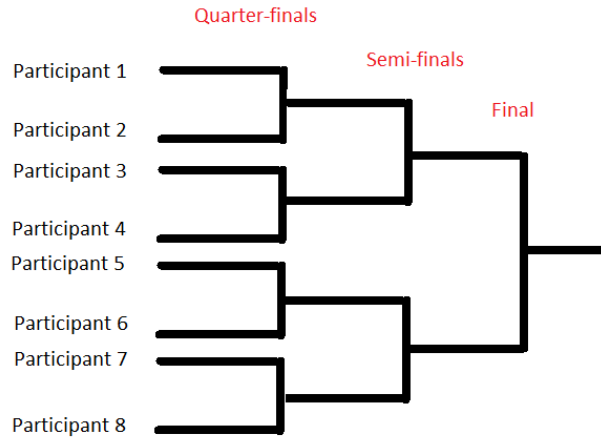 Quarter-finals
Semi-finals
Final
Participant 1
Participant 2
Participant 3
Participant 4
Participant 5
Participant 6
Participant 7
Participant 8